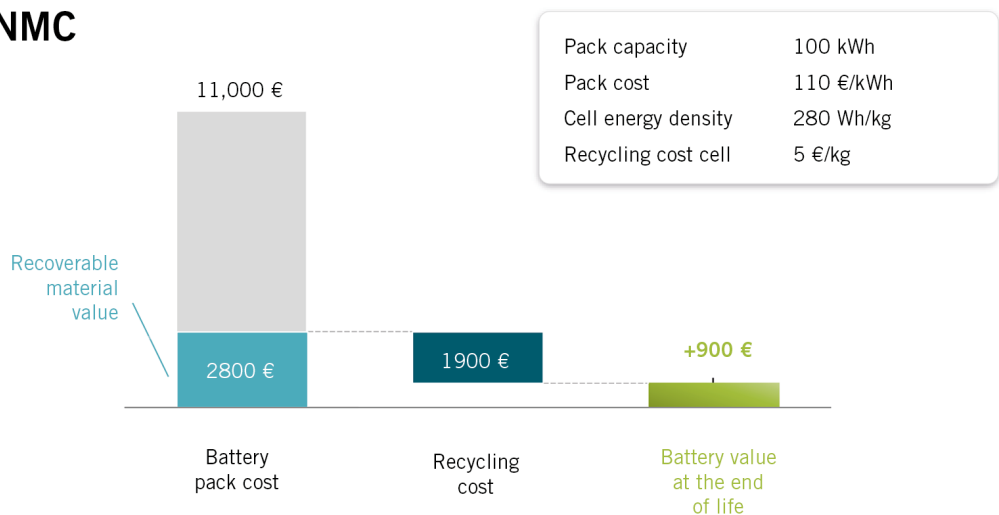 NMC
Pack capacity 100 kWh
Pack cost 110 €/kWh
Cell energy density 280 Wh/kg
Recycling cost cell 5 €/kg
11,000 €
Recoverable
material
value
2800 €
1900 €
+900 €
Battery
pack cost
Recycling
cost
Battery value
at the end
of life